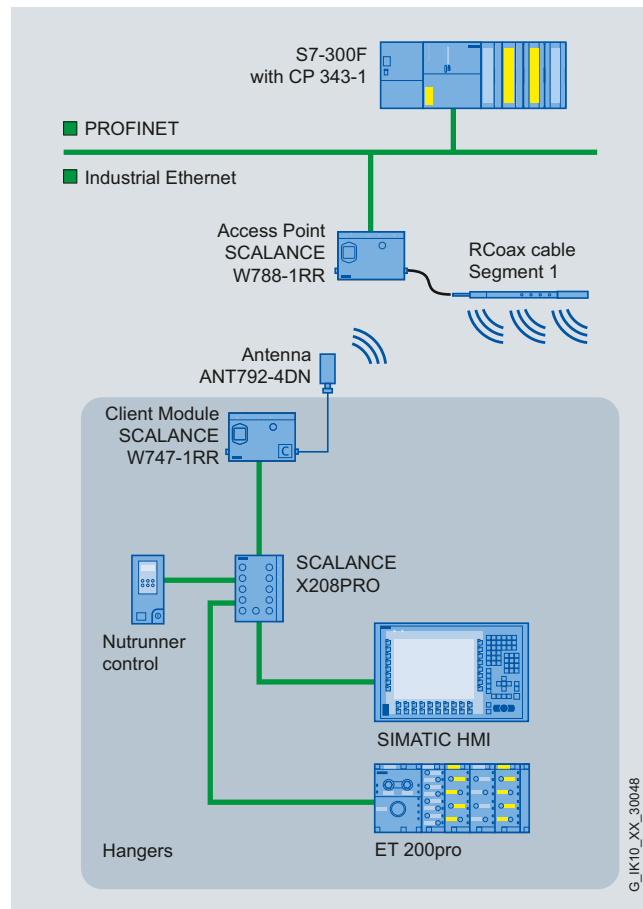 S7-300F
with CP 343-1
PROFINET
Industrial Ethernet
Access Point
SCALANCE
W788-1RR
RCoax cable
Segment 1
Antenna
ANT792-4DN
Client Module
SCALANCE
W747-1RR
C
SCALANCE
X208PRO
Nutrunner
control
SIMATIC HMI
ET 200pro
Hangers
G_IK10_XX_30048